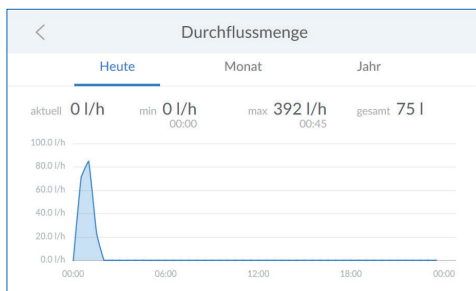 Durchflussmenge
Heute Monat Jahr
aktuell 0 l/h min 0 l/h max 392 l/h gesamt 75 l
00:00 00:45
100.0 l/h
80.0 l/h
60.0 l/h
40.0 l/h
20.0 l/h
0.0 l/h
00:00 06:00 12:00 18:00 00:00